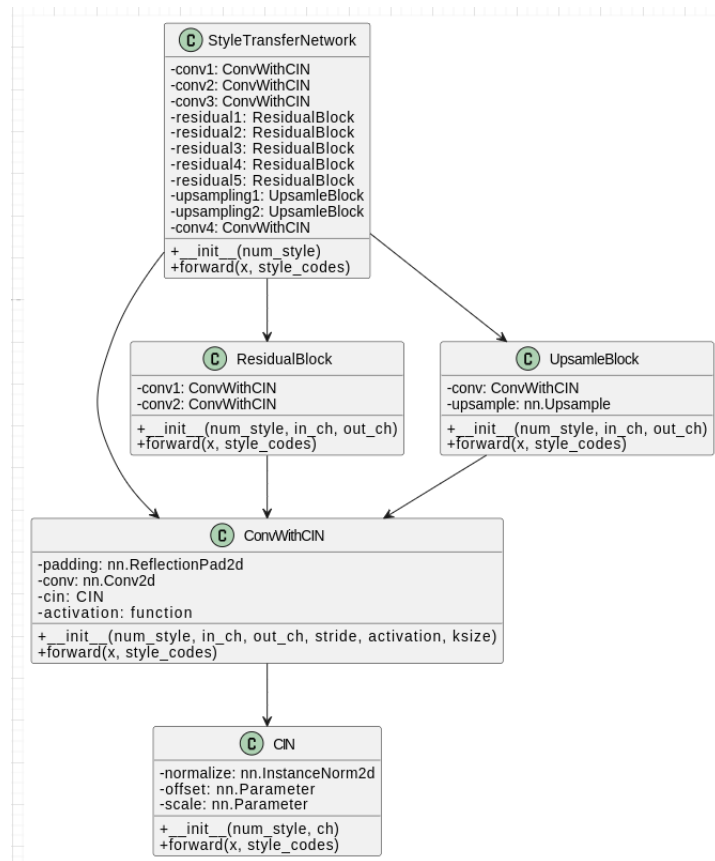 C StyleTransferNetwork
-conv1: ConvWithCIN
-conv2: ConvWithCIN
-conv3: ConvWithCIN
-residual1: ResidualBlock
-residual2: ResidualBlock
-residual3: ResidualBlock
-residual4: ResidualBlock
-residual5: ResidualBlock
-upsampling1: UpsamleBlock
-upsampling2: UpsamleBlock
-conv4: ConvWithCIN
+__init__(num_style)
+forward(x, style_codes)
C ResidualBlock
-conv1: ConvWithCIN
-conv2: ConvWithCIN
+__init__(num_style, in_ch, out_ch)
+forward(x, style_codes)
C UpsamleBlock
-conv: ConvWithCIN
-upsample: nn.Upsample
+__init__(num_style, in_ch, out_ch)
+forward(x, style_codes)
C ConvWithCIN
-padding: nn.ReflectionPad2d
-conv: nn.Conv2d
-cin: CIN
-activation: function
+__init__(num_style, in_ch, out_ch, stride, activation, ksize)
+forward(x, style_codes)
C CIN
-normalize: nn.InstanceNorm2d
-offset: nn.Parameter
-scale: nn.Parameter
+__init__(num_style, ch)
+forward(x, style_codes)